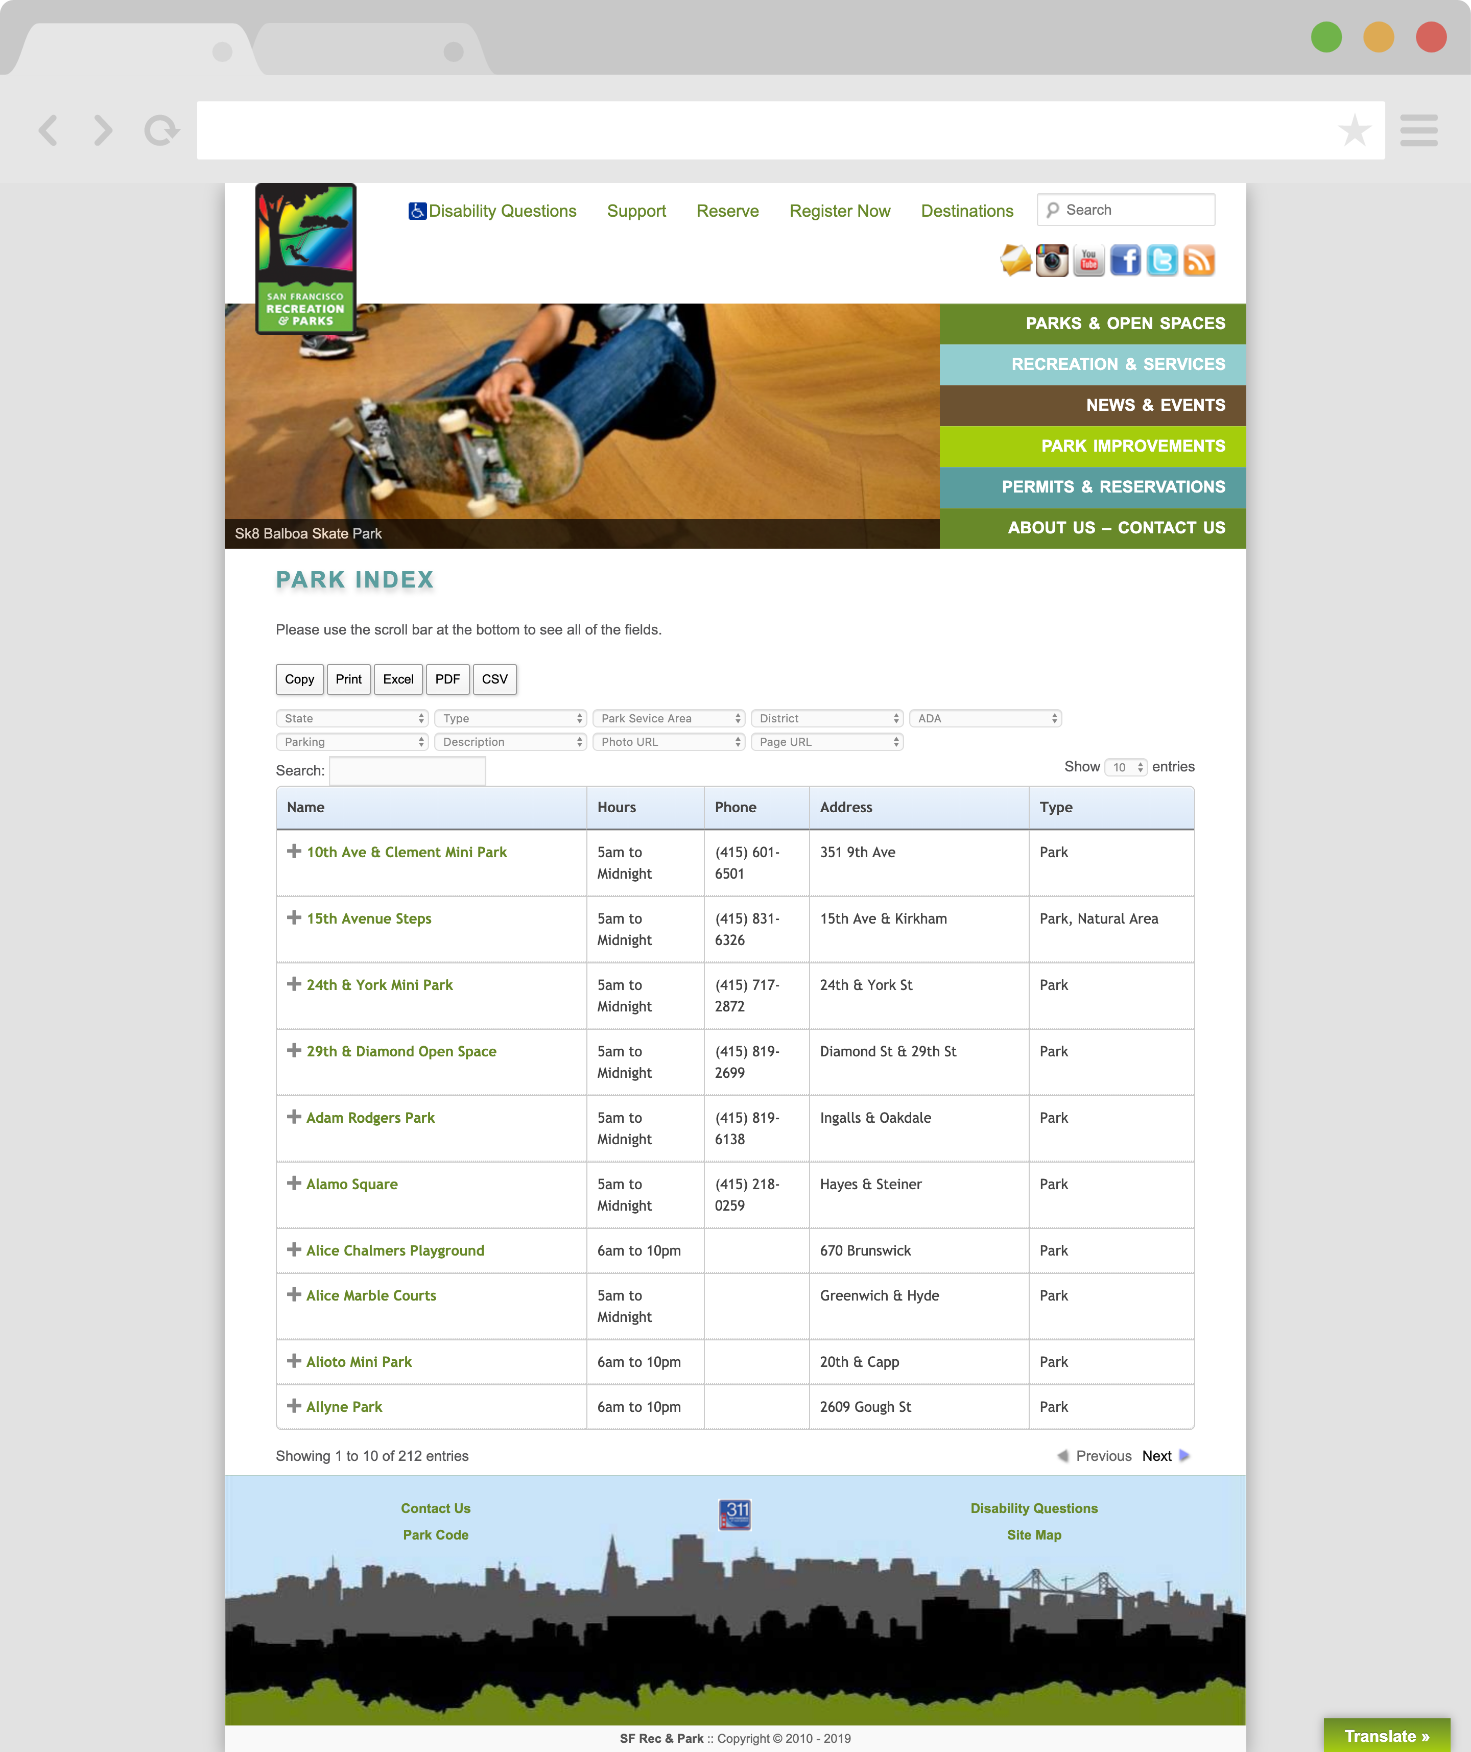 SAN FRANCISCO
RECREATION
& PARKS
Disability Questions Support Reserve Register Now Destinations Search
You
Tube
PARKS & OPEN SPACES
RECREATION & SERVICES
NEWS & EVENTS
PARK IMPROVEMENTS
PERMITS & RESERVATIONS
ABOUT US – CONTACT US
Sk8 Balboa Skate Park
PARK INDEX
Please use the scroll bar at the bottom to see all of the fields.
Copy Print Excel PDF CSV
State Type Park Sevice Area District ADA
Parking Description Photo URL Page URL
Search: Show 10 entries
Name Hours Phone Address Type
10th Ave & Clement Mini Park 5am to (415) 601- 351 9th Ave Park
Midnight 6501
15th Avenue Steps 5am to (415) 831- 15th Ave & Kirkham Park, Natural Area
Midnight 6326
24th & York Mini Park 5am to (415) 717- 24th & York St Park
Midnight 2872
29th & Diamond Open Space 5am to (415) 819- Diamond St & 29th St Park
Midnight 2699
Adam Rodgers Park 5am to (415) 819- Ingalls & Oakdale Park
Midnight 6138
Alamo Square 5am to (415) 218- Hayes & Steiner Park
Midnight 0259
Alice Chalmers Playground 6am to 10pm 670 Brunswick Park
Alice Marble Courts 5am to Greenwich & Hyde Park
Midnight
Alioto Mini Park 6am to 10pm 20th & Capp Park
Allyne Park 6am to 10pm 2609 Gough St Park
Showing 1 to 10 of 212 entries Previous Next
Contact Us 311 Disability Questions
Park Code Site Map
SF Rec & Park :: Copyright © 2010 - 2019
Translate »